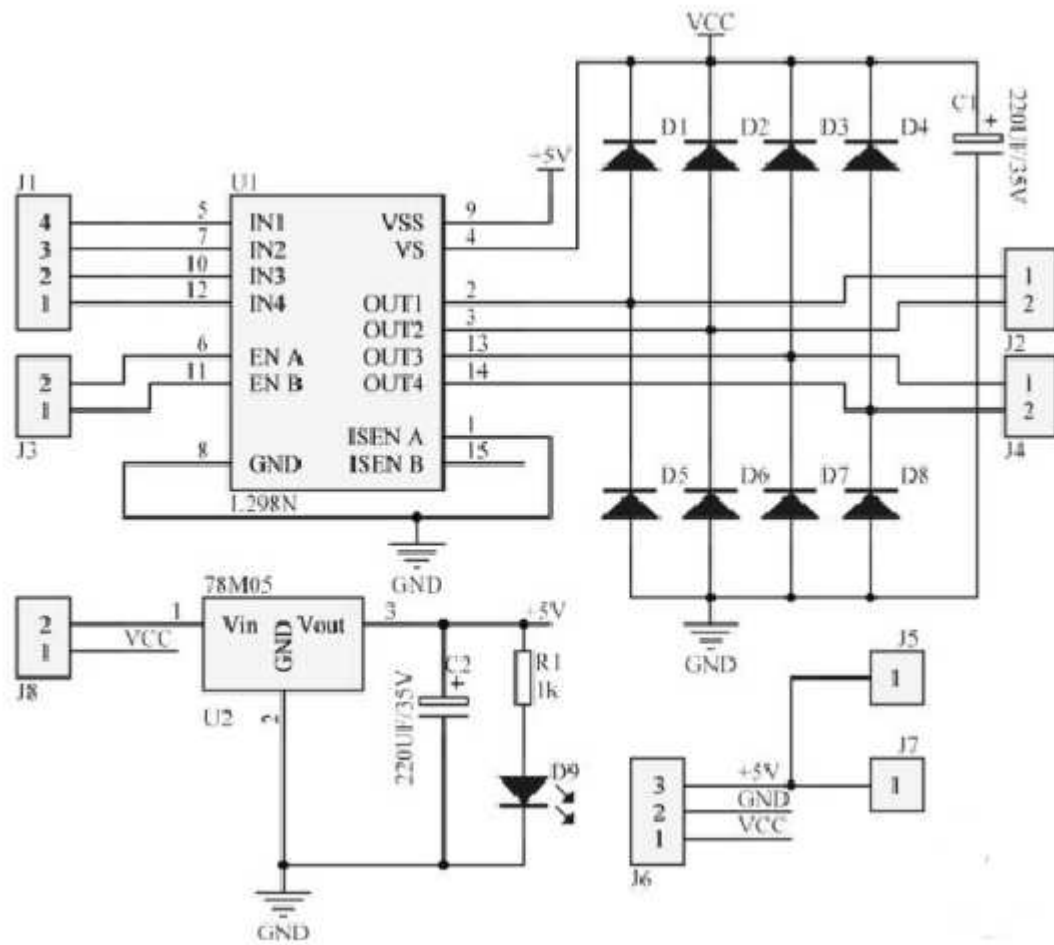 VCC
C1
+
220UF/35V
D1 D2 D3 D4
+5V
J1 U1
4 5 IN1 VSS 9
3 7 IN2 VS 4
2 10 IN3
1 12 IN4 OUT1 2
OUT2 3
6 EN A OUT3 13
2 11 EN B OUT4 14
1
J3
ISEN A 1
8 GND ISEN B 15
L298N
GND
1
2
J2
1
2
J4
D5 D6 D7 D8
GND
78M05
2 1 Vin Vout 3 +5V
1 VCC GND
J8
U2 2
C2
+
220UF/35V
R1
1k
D9
GND
J5
1
J7
3 +5V 1
2 GND
1 VCC
J6